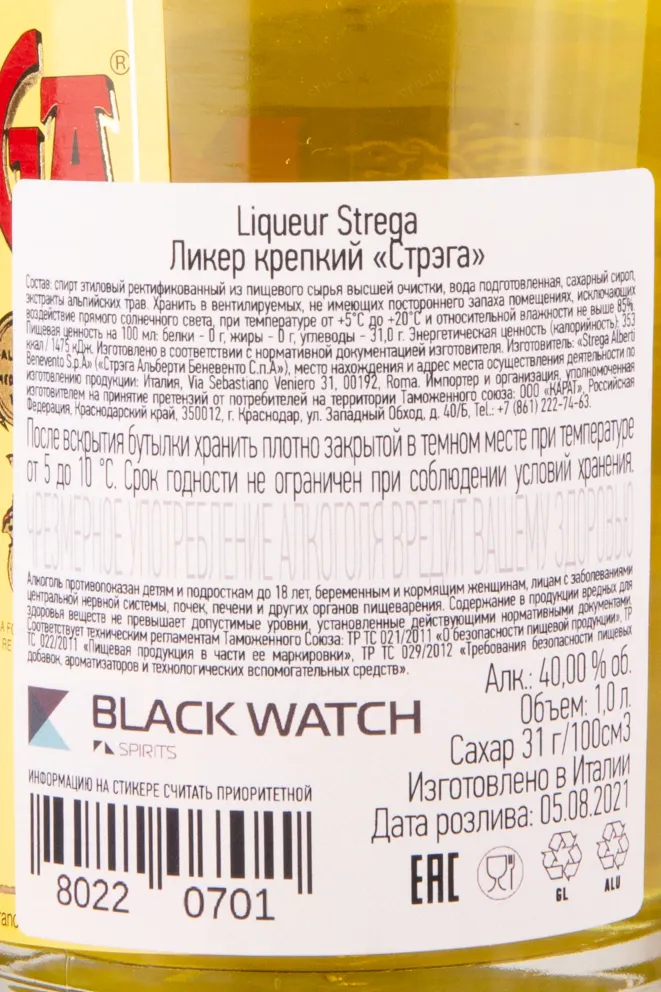 GA ®
Liqueur Strega
Ликер крепкий «Стрэга»
Состав: спирт этиловый ректификованный из пищевого сырья высшей очистки, вода подготовленная, сахарный сироп,
экстракты альпийских трав. Хранить в вентилируемых, не имеющих постороннего запаха помещениях, исключающих
воздействие прямого солнечного света, при температуре от +5°С до +20°С и относительной влажности не выше 85%.
Пищевая ценность на 100 мл: белки - 0 г, жиры - 0 г, углеводы - 31,0 г. Энергетическая ценность (калорийность): 353
ккал / 1475 кДж. Изготовлено в соответствии с нормативной документацией изготовителя. Изготовитель: «Strega Alberti
Benevento S.p.A» («Стрэга Альберти Беневенто С.п.А»), место нахождения и адрес места осуществления деятельности по
изготовлению продукции: Италия, Via Sebastiano Veniero 31, 00192, Roma. Импортер и организация, уполномоченная
изготовителем на принятие претензий от потребителей на территории Таможенного союза: ООО «КАРАТ», Российская
Федерация, Краснодарский край, 350012, г. Краснодар, ул. Западный Обход, д. 40/Б, Tel.: +7 (861) 222-74-63.
После вскрытия бутылки хранить плотно закрытой в темном месте при температуре
от 5 до 10 °С. Срок годности не ограничен при соблюдении условий хранения.
ЧРЕЗМЕРНОЕ УПОТРЕБЛЕНИЕ АЛКОГОЛЯ ВРЕДИТ ВАШЕМУ ЗДОРОВЬЮ
Алкоголь противопоказан детям и подросткам до 18 лет, беременным и кормящим женщинам, лицам с заболеваниями
центральной нервной системы, почек, печени и других органов пищеварения. Содержание в продукции вредных для
здоровья веществ не превышает допустимые уровни, установленные действующими нормативными документами.
Соответствует техническим регламентам Таможенного Союза: ТР ТС 021/2011 «О безопасности пищевой продукции», ТР
ТС 022/2011 «Пищевая продукция в части ее маркировки», ТР ТС 029/2012 «Требования безопасности пищевых
добавок, ароматизаторов и технологических вспомогательных средств».
Алк.: 40,00 % об.
Объем: 1,0 л.
Сахар 31 г/100см3
Изготовлено в Италии
Дата розлива: 05.08.2021
BLACK WATCH
SPIRITS
ИНФОРМАЦИЮ НА СТИКЕРЕ СЧИТАТЬ ПРИОРИТЕТНОЙ
8022 0701
EAC
GL
ALU